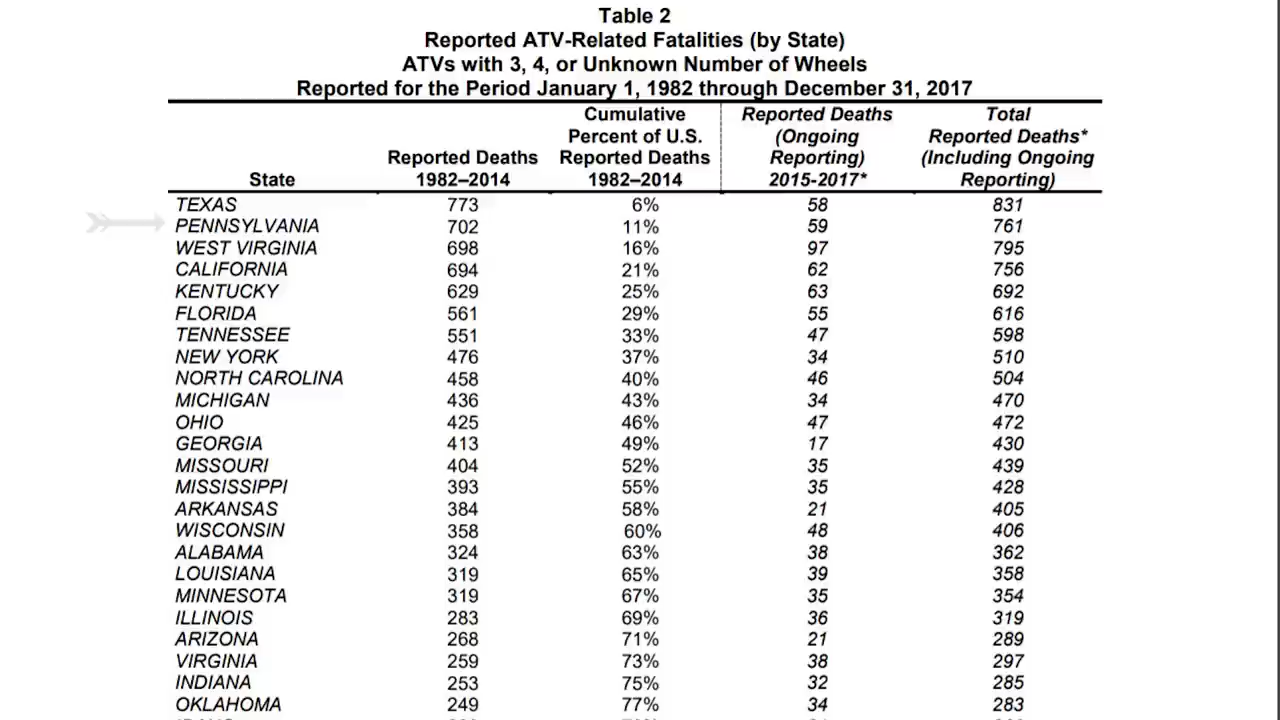 Table 2
Reported ATV-Related Fatalities (by State)
ATVs with 3, 4, or Unknown Number of Wheels
Reported for the Period January 1, 1982 through December 31, 2017
State Reported Deaths 1982–2014 Cumulative Percent of U.S. Reported Deaths 1982–2014 Reported Deaths (Ongoing Reporting) 2015-2017* Total Reported Deaths* (Including Ongoing Reporting)
TEXAS 773 6% 58 831
PENNSYLVANIA 702 11% 59 761
WEST VIRGINIA 698 16% 97 795
CALIFORNIA 694 21% 62 756
KENTUCKY 629 25% 63 692
FLORIDA 561 29% 55 616
TENNESSEE 551 33% 47 598
NEW YORK 476 37% 34 510
NORTH CAROLINA 458 40% 46 504
MICHIGAN 436 43% 34 470
OHIO 425 46% 47 472
GEORGIA 413 49% 17 430
MISSOURI 404 52% 35 439
MISSISSIPPI 393 55% 35 428
ARKANSAS 384 58% 21 405
WISCONSIN 358 60% 48 406
ALABAMA 324 63% 38 362
LOUISIANA 319 65% 39 358
MINNESOTA 319 67% 35 354
ILLINOIS 283 69% 36 319
ARIZONA 268 71% 21 289
VIRGINIA 259 73% 38 297
INDIANA 253 75% 32 285
OKLAHOMA 249 77% 34 283